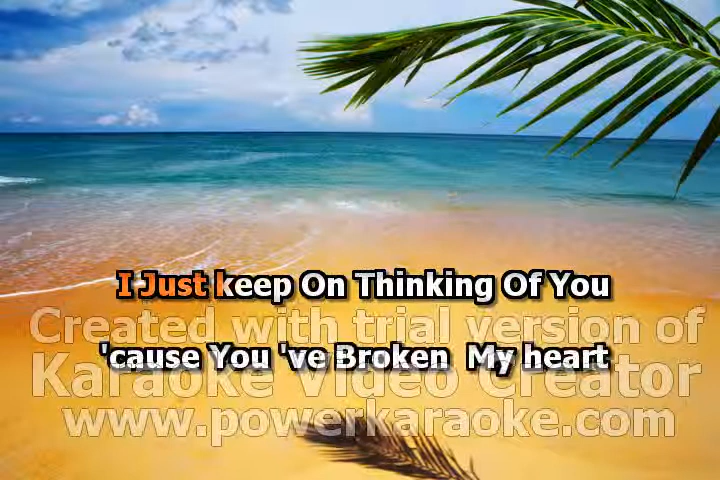 I Just keep On Thinking Of You
Created with trial version of
'cause You 've Broken My heart
Karaoke Video Creator
www.powerkaraoke.com